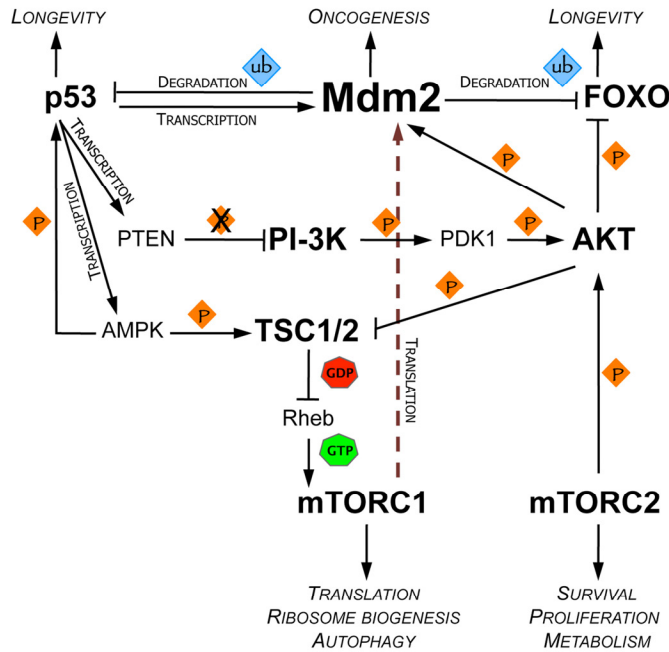 LONGEVITY
ONCOGENESIS
LONGEVITY
ub
ub
DEGRADATION
DEGRADATION
p53
Mdm2
FOXO
TRANSCRIPTION
TRANSCRIPTION
TRANSCRIPTION
P
P
P
P
P
P
PTEN
PI-3K
PDK1
AKT
P
P
AMPK
TSC1/2
TRANSLATION
GDP
P
Rheb
GTP
mTORC1
mTORC2
TRANSLATION
RIBOSOME BIOGENESIS
AUTOPHAGY
SURVIVAL
PROLIFERATION
METABOLISM